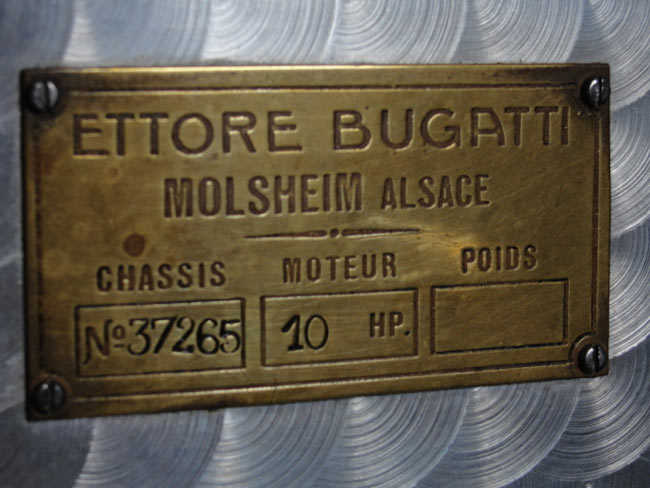 ETTORE BUGATTI
MOLSHEIM ALSACE
CHASSIS MOTEUR POIDS
Nº37265 10 HP.